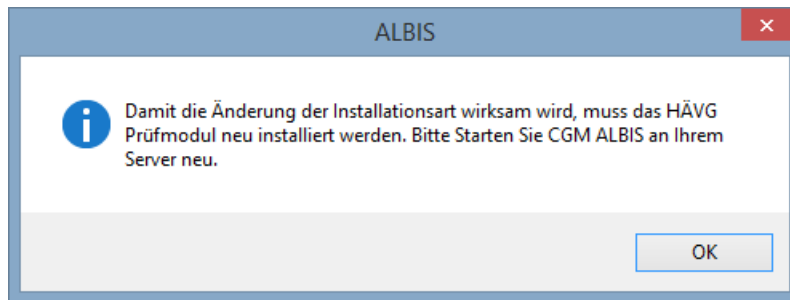 ALBIS
Damit die Änderung der Installationsart wirksam wird, muss das HÄVG
Prüfmodul neu installiert werden. Bitte Starten Sie CGM ALBIS an Ihrem
Server neu.
OK